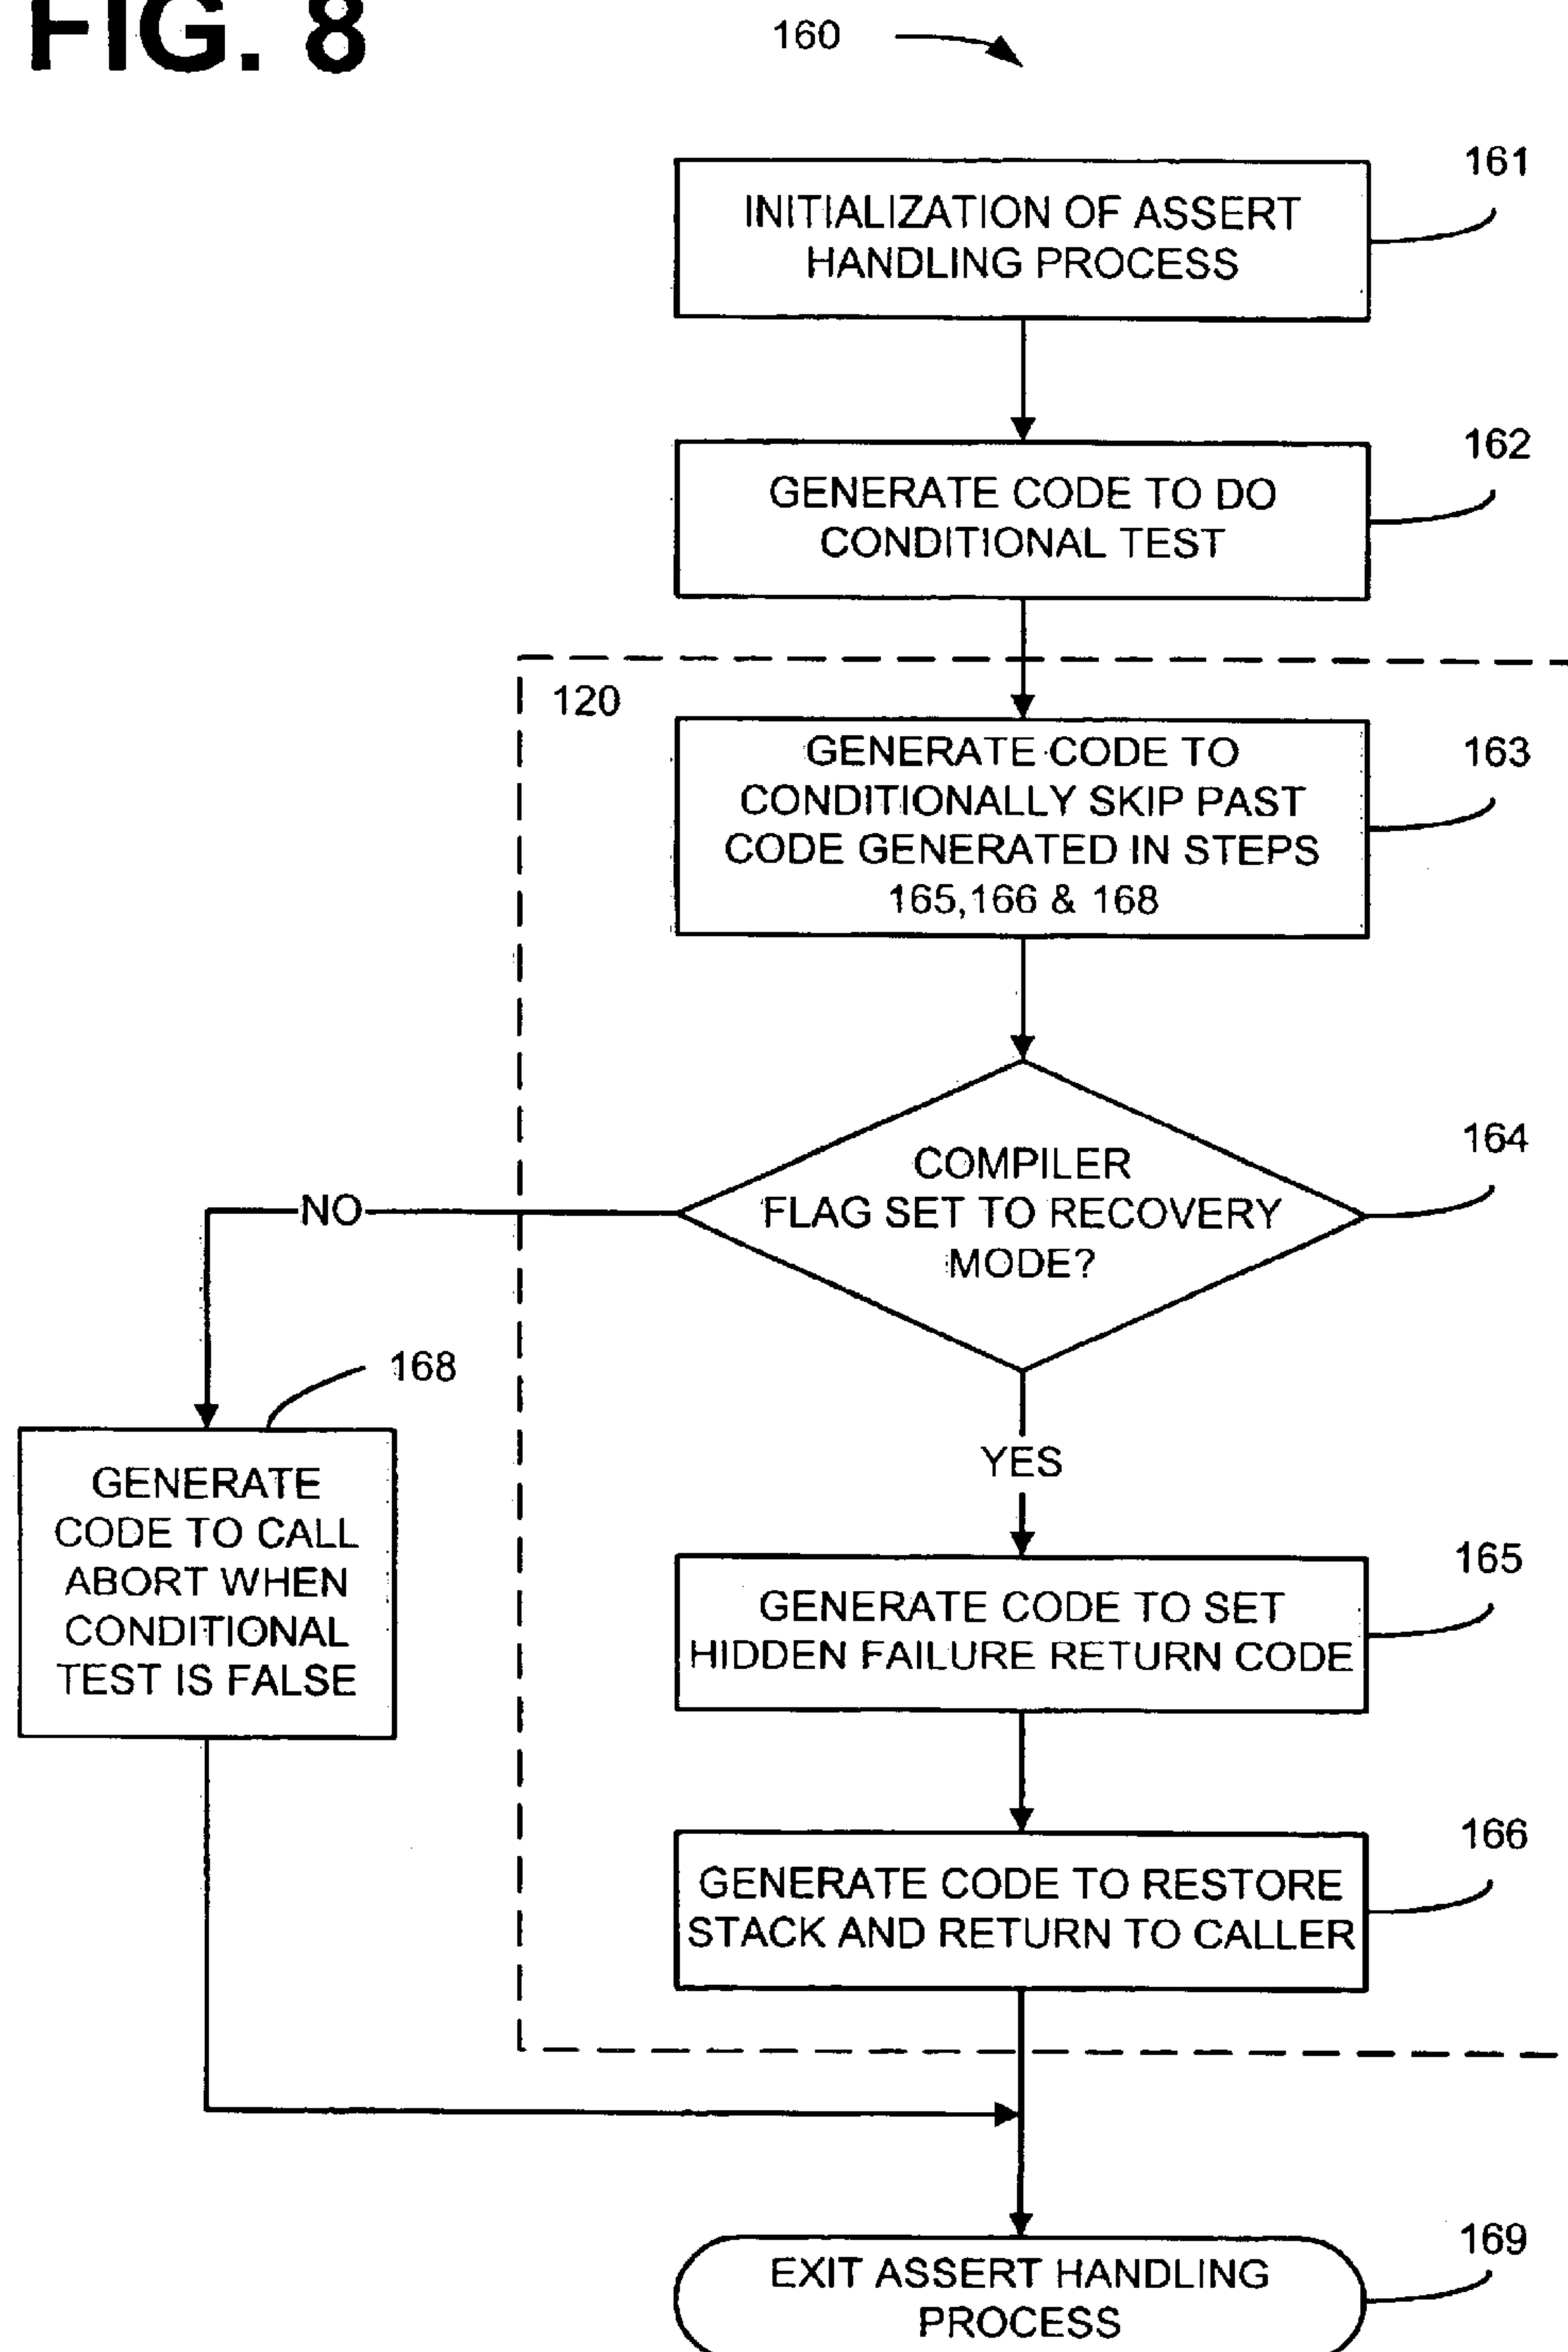 FIG. 8
160
161
INITIALIZATION OF ASSERT
HANDLING PROCESS
162
GENERATE CODE TO DO
CONDITIONAL TEST
120
163
GENERATE CODE TO
CONDITIONALLY SKIP PAST
CODE GENERATED IN STEPS
165,166 & 168
164
COMPILER
FLAG SET TO RECOVERY
MODE?
NO
168
GENERATE
CODE TO CALL
ABORT WHEN
CONDITIONAL
TEST IS FALSE
YES
165
GENERATE CODE TO SET
HIDDEN FAILURE RETURN CODE
166
GENERATE CODE TO RESTORE
STACK AND RETURN TO CALLER
169
EXIT ASSERT HANDLING
PROCESS